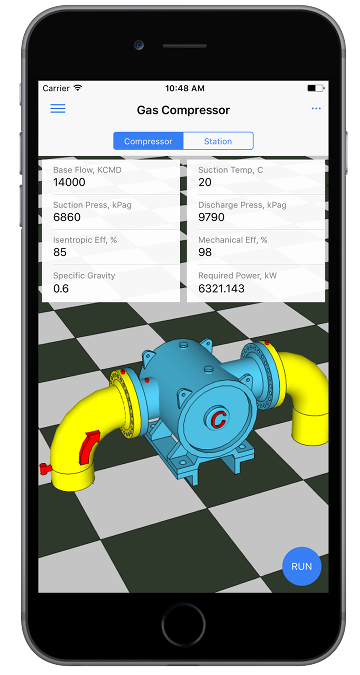 Carrier 10:48 AM
Gas Compressor
...
Compressor Station
Base Flow, KCMD
14000
Suction Temp, C
20
Suction Press, kPag
6860
Discharge Press, kPag
9790
Isentropic Eff, %
85
Mechanical Eff, %
98
Specific Gravity
0.6
Required Power, kW
6321.143
C
RUN